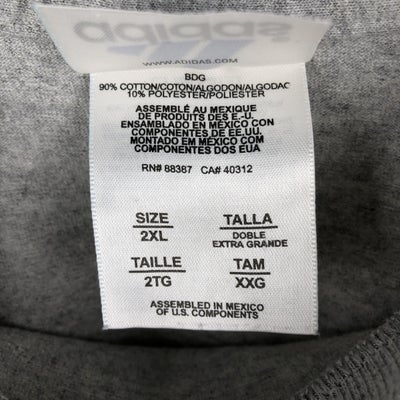 adidas
WWW.ADIDAS.COM
BDG
90% COTTON/COTON/ALGODON/ALGODAO
10% POLYESTER/POLIESTER
ASSEMBLÉ AU MEXIQUE
DE PRODUITS DES E.-U.
ENSAMBLADO EN MÉXICO CON
COMPONENTES DE EE.UU.
MONTADO EM MÉXICO COM
COMPONENTES DOS EUA
RN# 88387 CA# 40312
SIZE TALLA
2XL DOBLE
EXTRA GRANDE
TAILLE TAM
2TG XXG
ASSEMBLED IN MEXICO
OF U.S. COMPONENTS